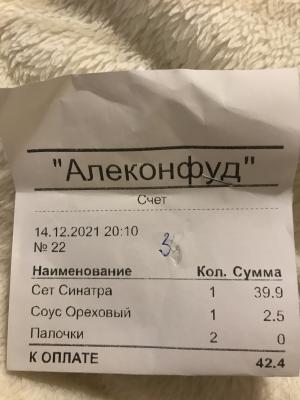 "Алеконфуд"
Счет
14.12.2021 20:10
№ 22
3
Наименование Кол. Сумма
Сет Синатра 1 39.9
Соус Ореховый 1 2.5
Палочки 2 0
К ОПЛАТЕ 42.4